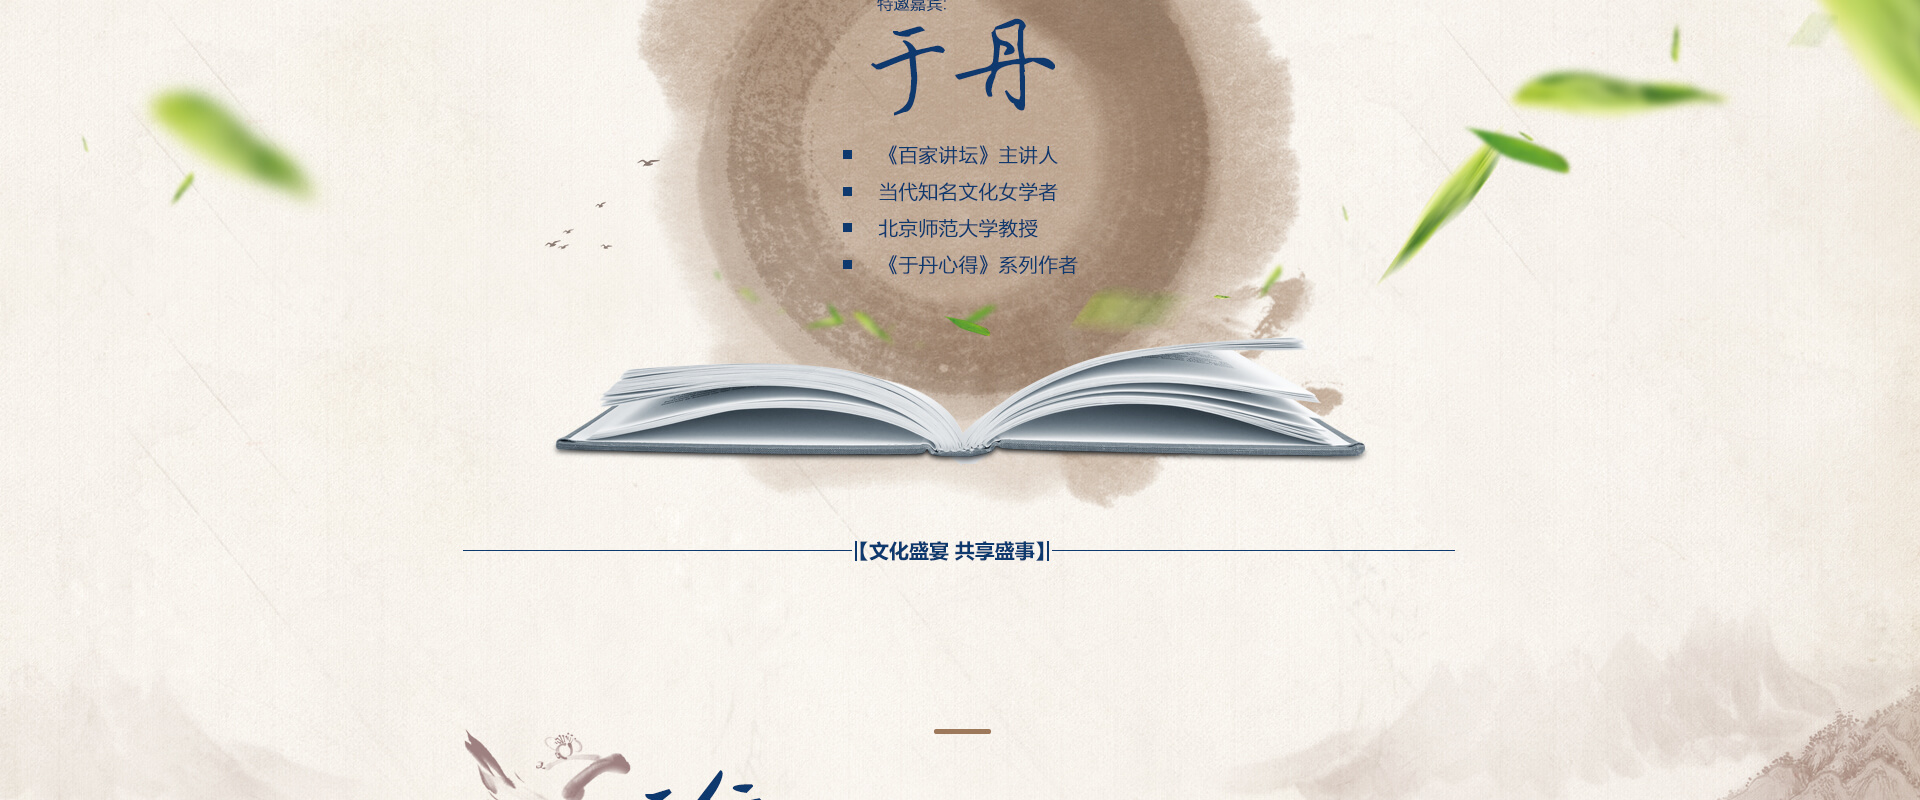 特邀嘉宾:
于丹
《百家讲坛》主讲人
当代知名文化女学者
北京师范大学教授
《于丹心得》系列作者
【文化盛宴 共享盛事】